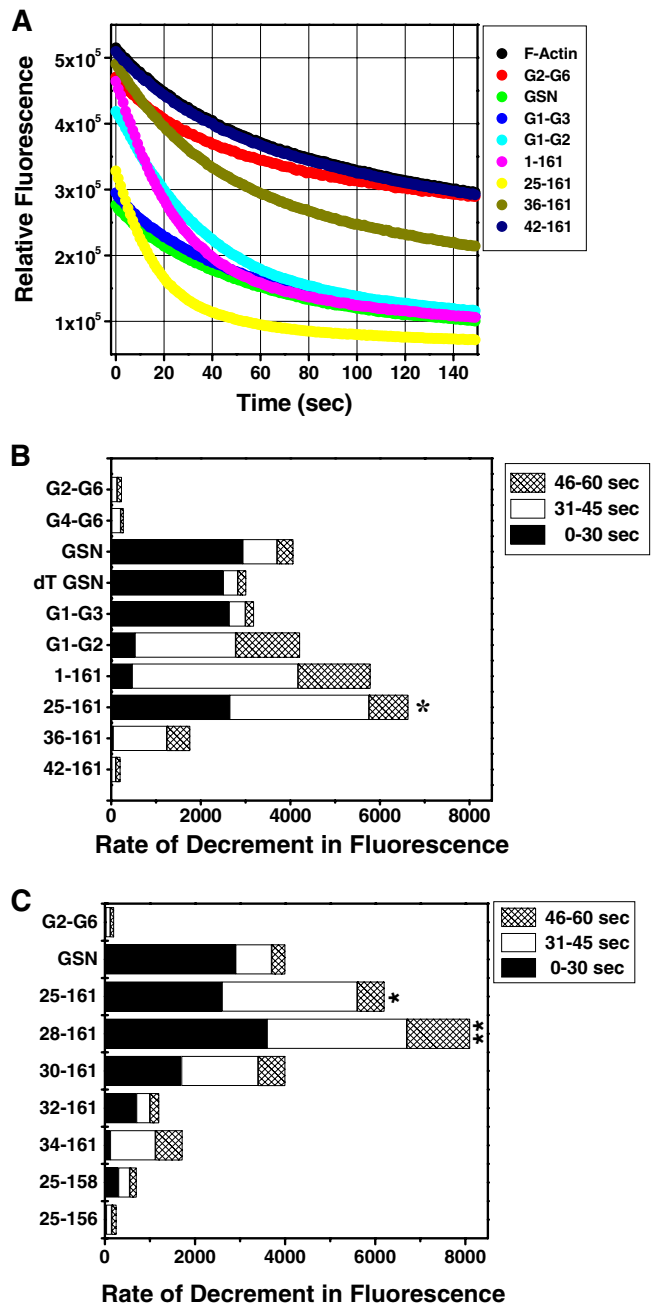 A
Relative Fluorescence
5x10⁵
4x10⁵
3x10⁵
2x10⁵
1x10⁵
0 20 40 60 80 100 120 140
Time (sec)
F-Actin
G2-G6
GSN
G1-G3
G1-G2
1-161
25-161
36-161
42-161
B
G2-G6
G4-G6
GSN
dT GSN
G1-G3
G1-G2
1-161
25-161 *
36-161
42-161
0 2000 4000 6000 8000
Rate of Decrement in Fluorescence
46-60 sec
31-45 sec
0-30 sec
C
G2-G6
GSN
25-161 *
28-161 **
30-161
32-161
34-161
25-158
25-156
0 2000 4000 6000 8000
Rate of Decrement in Fluorescence
46-60 sec
31-45 sec
0-30 sec